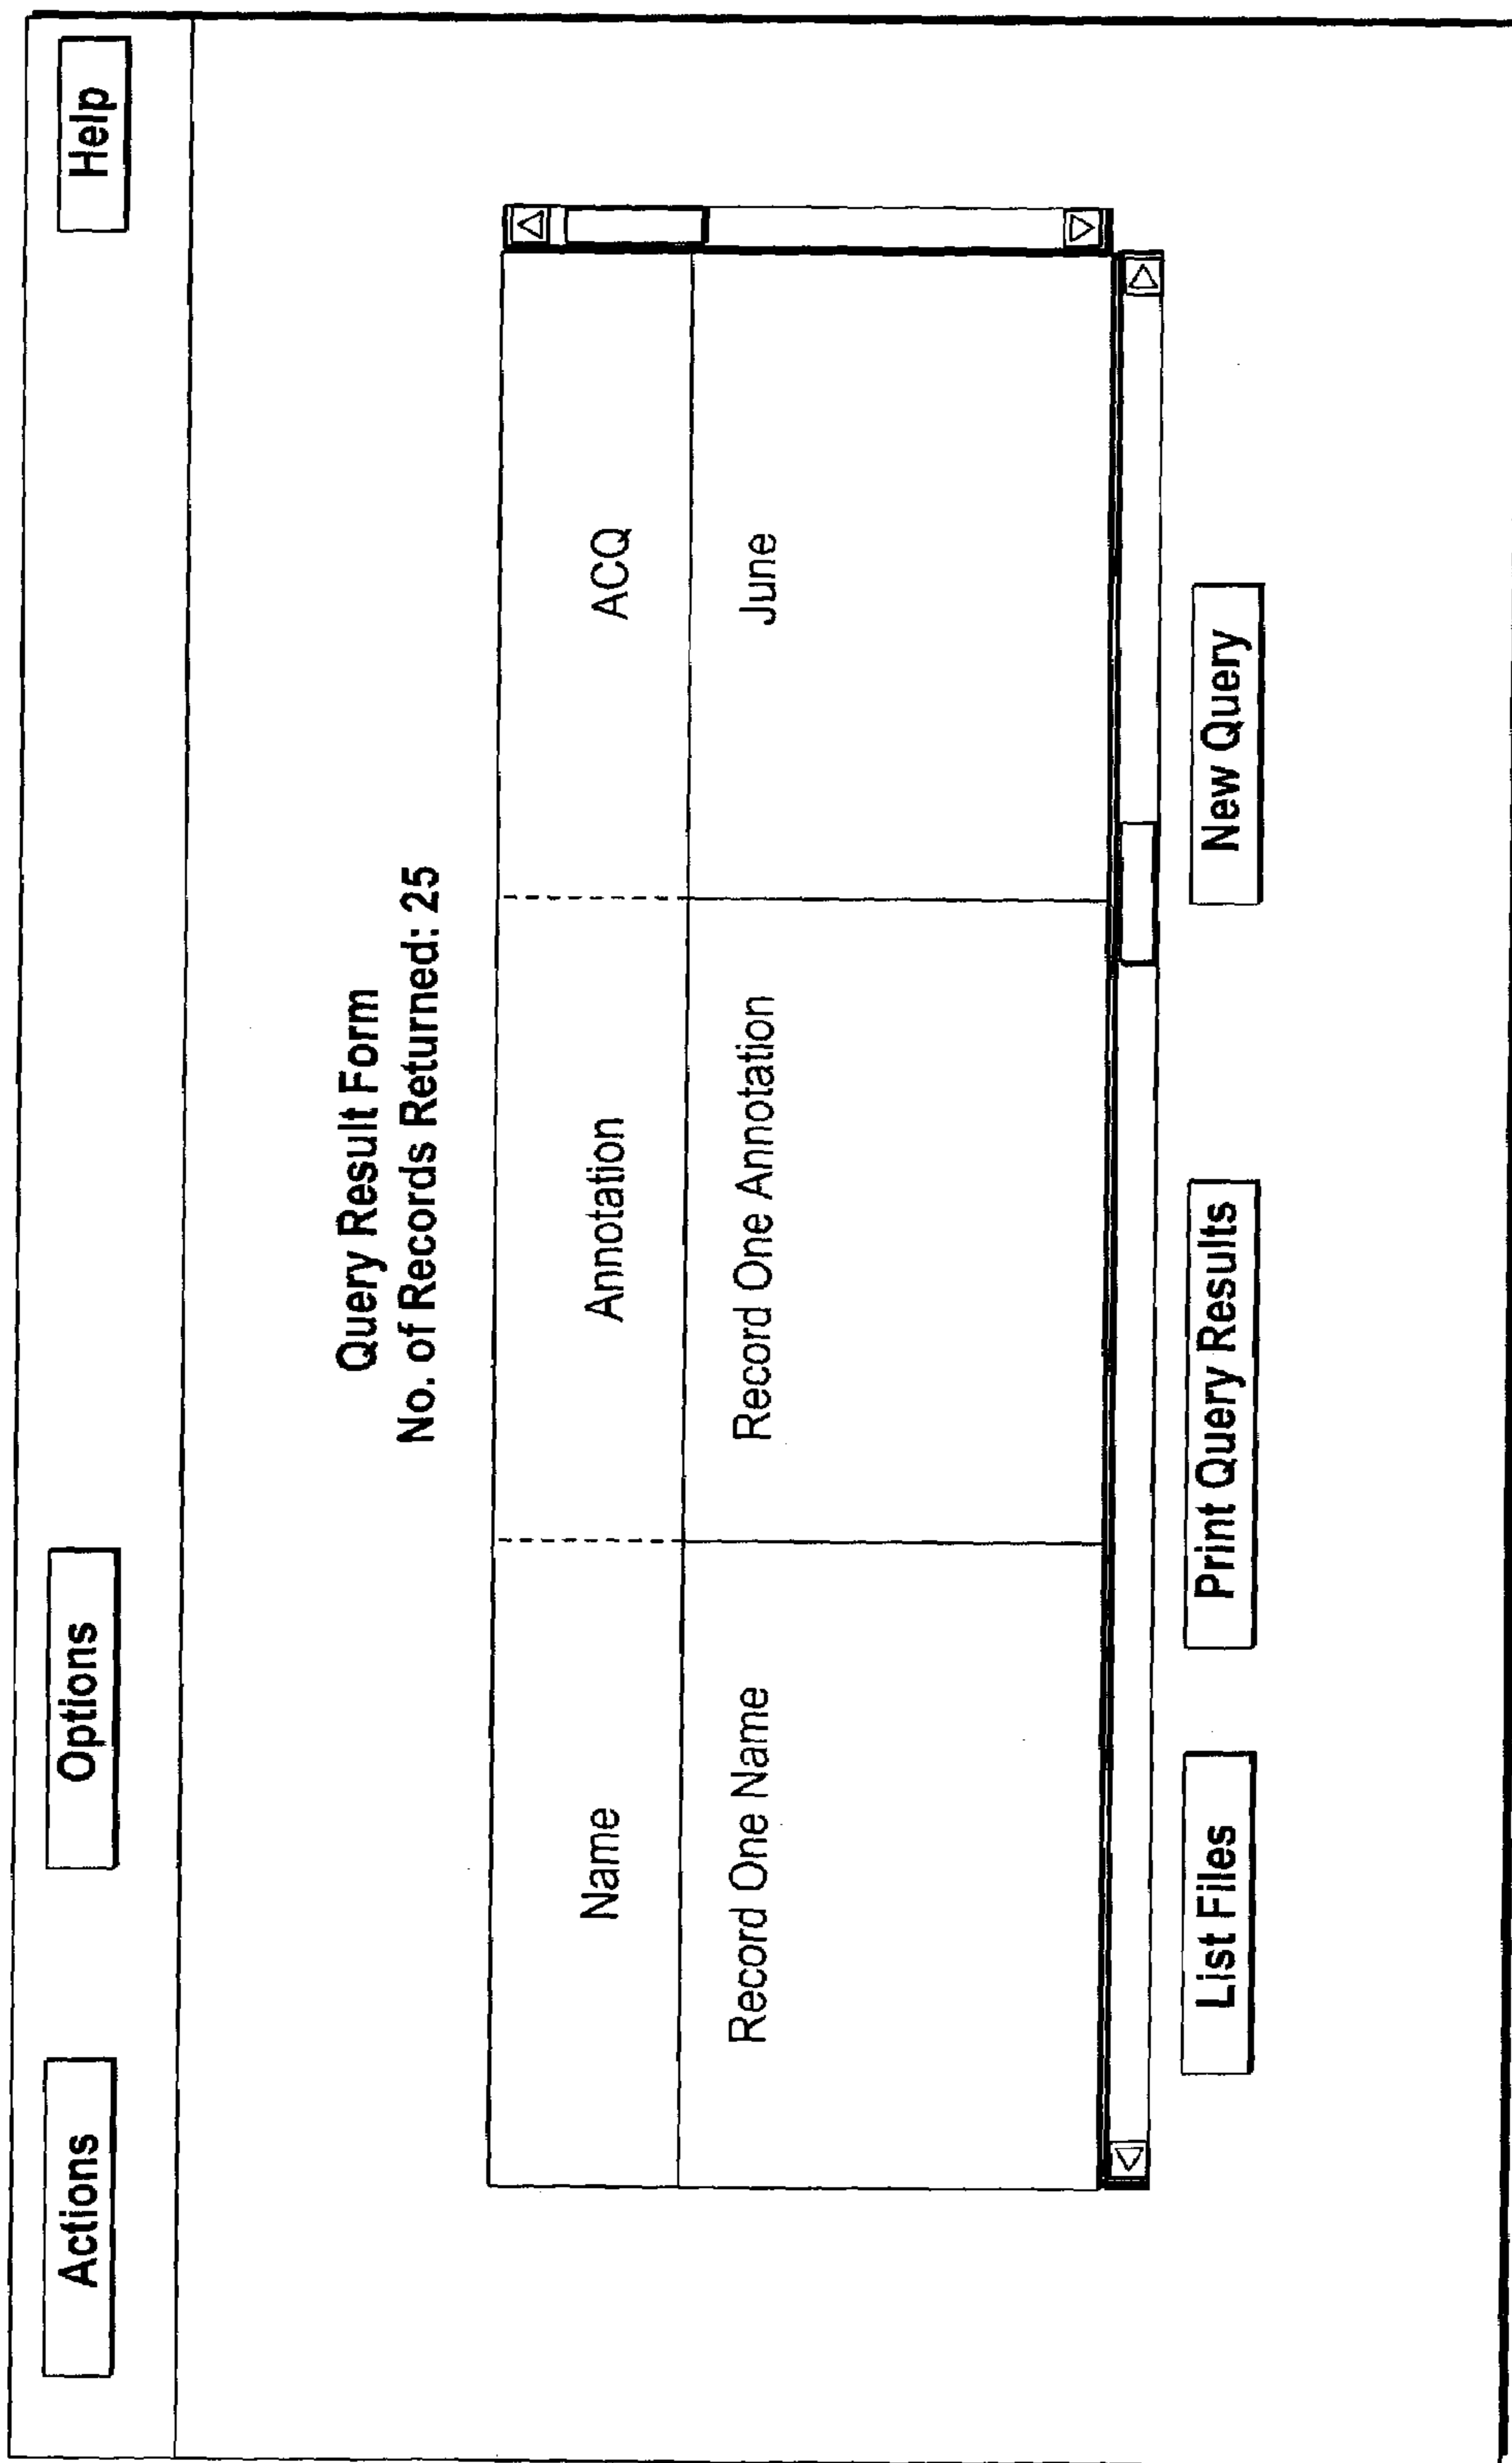 Actions Options Help
Query Result Form
No. of Records Returned: 25
Name Annotation ACQ
Record One Name Record One Annotation June
List Files Print Query Results New Query